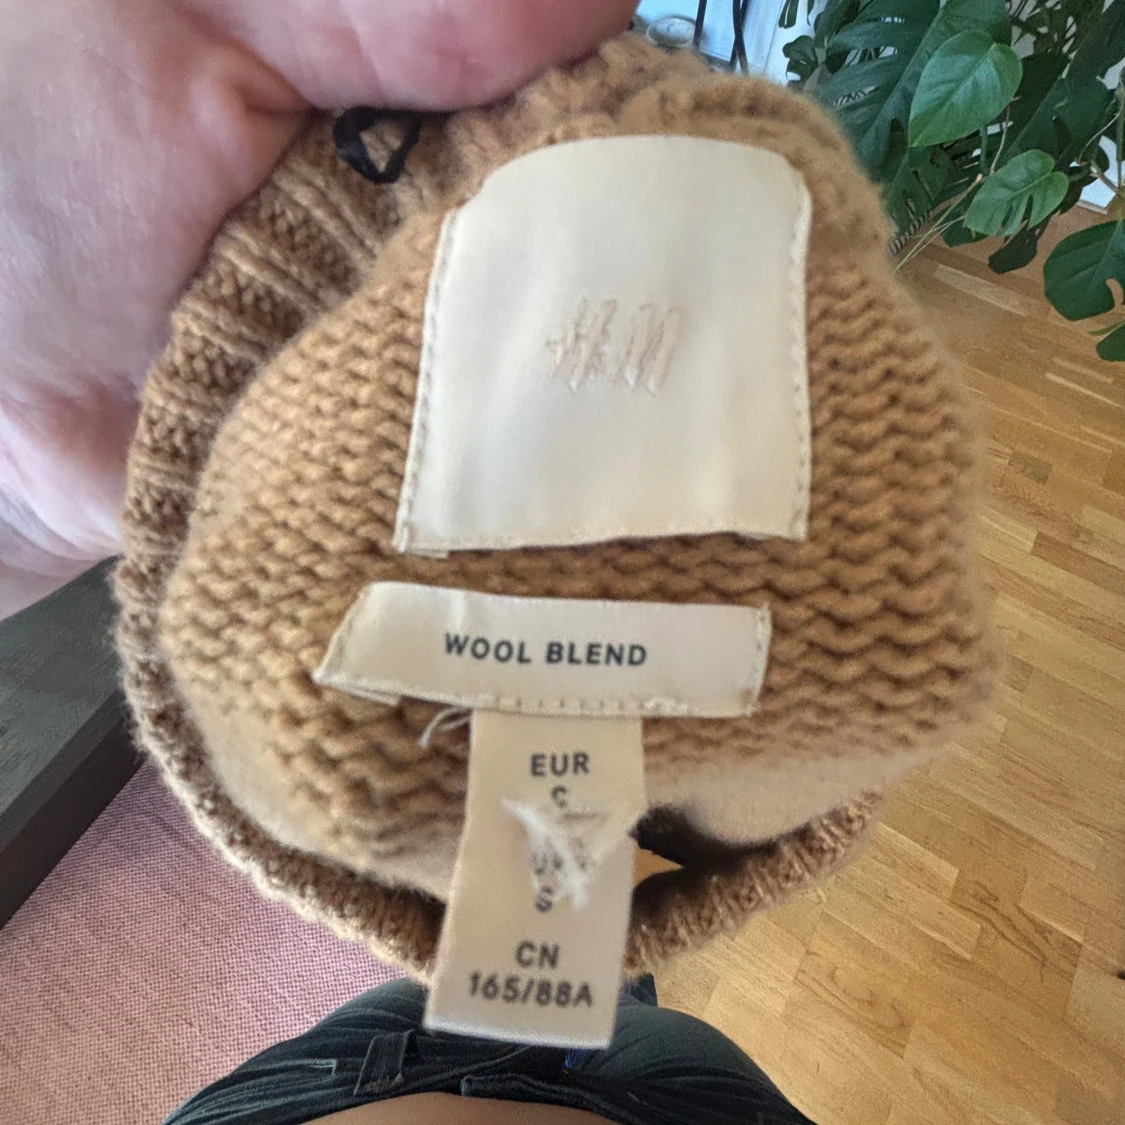 H&M
WOOL BLEND
EUR
S
CN
165/88A